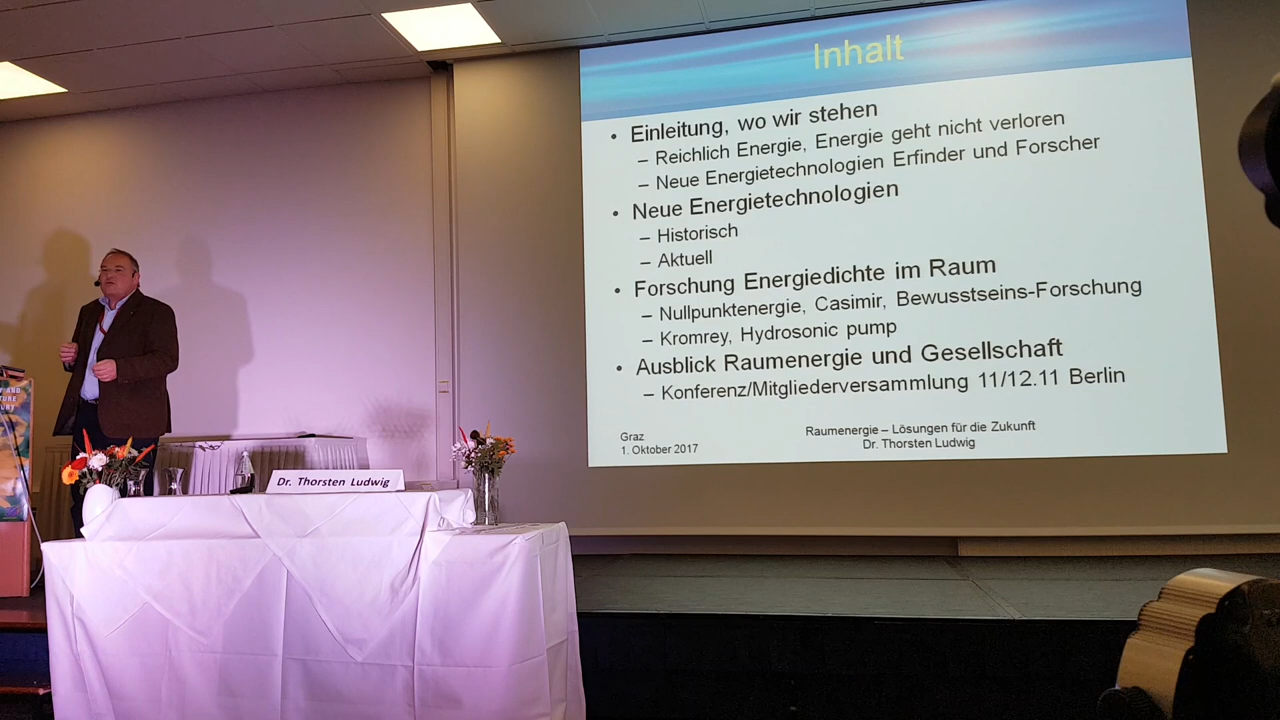 Inhalt
• Einleitung, wo wir stehen
– Reichlich Energie, Energie geht nicht verloren
– Neue Energietechnologien Erfinder und Forscher
• Neue Energietechnologien
– Historisch
– Aktuell
• Forschung Energiedichte im Raum
– Nullpunktenergie, Casimir, Bewusstseins-Forschung
– Kromrey, Hydrosonic pump
• Ausblick Raumenergie und Gesellschaft
– Konferenz/Mitgliederversammlung 11/12.11 Berlin
Graz
1. Oktober 2017
Raumenergie – Lösungen für die Zukunft
Dr. Thorsten Ludwig
Dr. Thorsten Ludwig